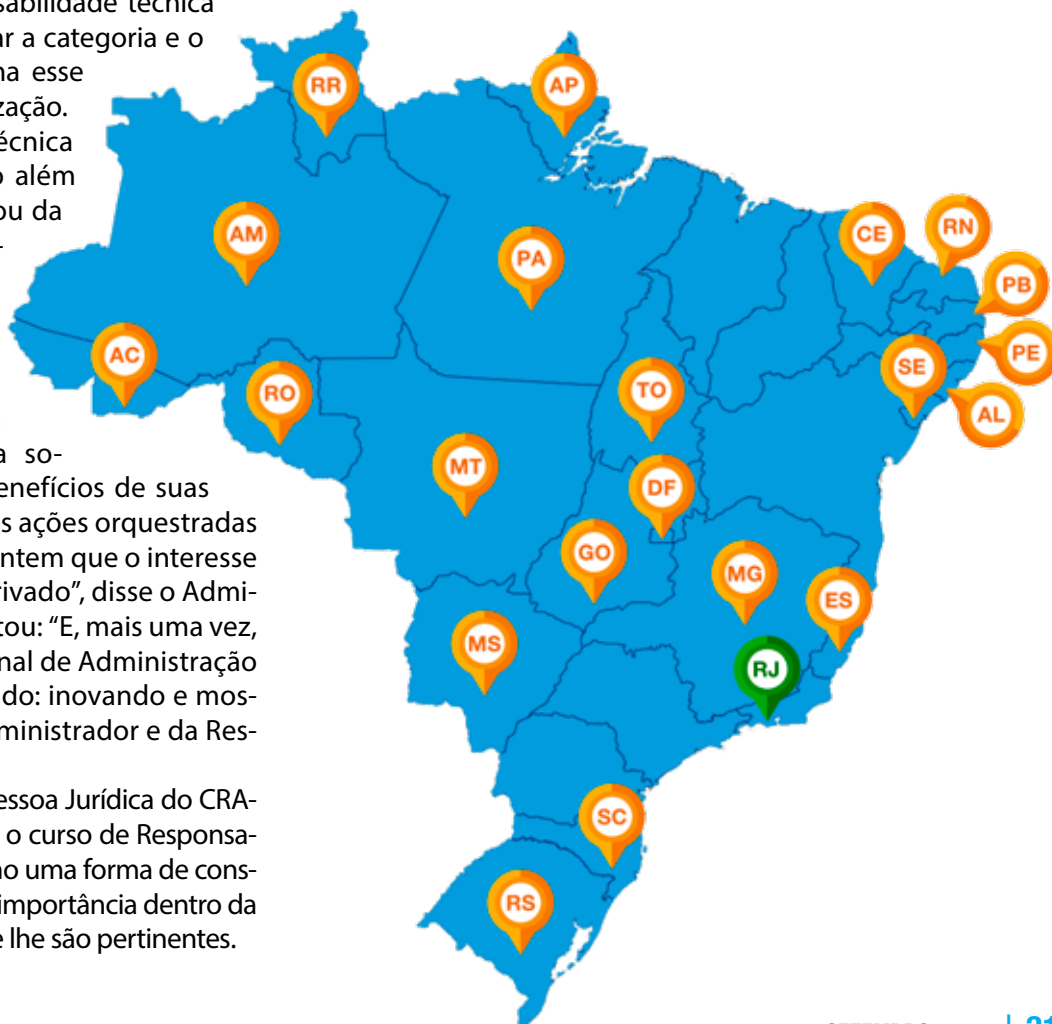 sabilidade técnica
ar a categoria e o
na esse
zação.
écnica
o além
ou da
-
a so-
enefícios de suas
s ações orquestradas
ntem que o interesse
rivado”, disse o Admi-
tou: “E, mais uma vez,
nal de Administração
do: inovando e mos-
ministrador e da Res-
essoa Jurídica do CRA-
o curso de Responsa-
no uma forma de cons-
importância dentro da
e lhe são pertinentes.
RR
AP
AM
PA
CE
RN
PB
PE
AC
RO
TO
SE
AL
MT
DF
GO
MG
ES
MS
RJ
SC
RS